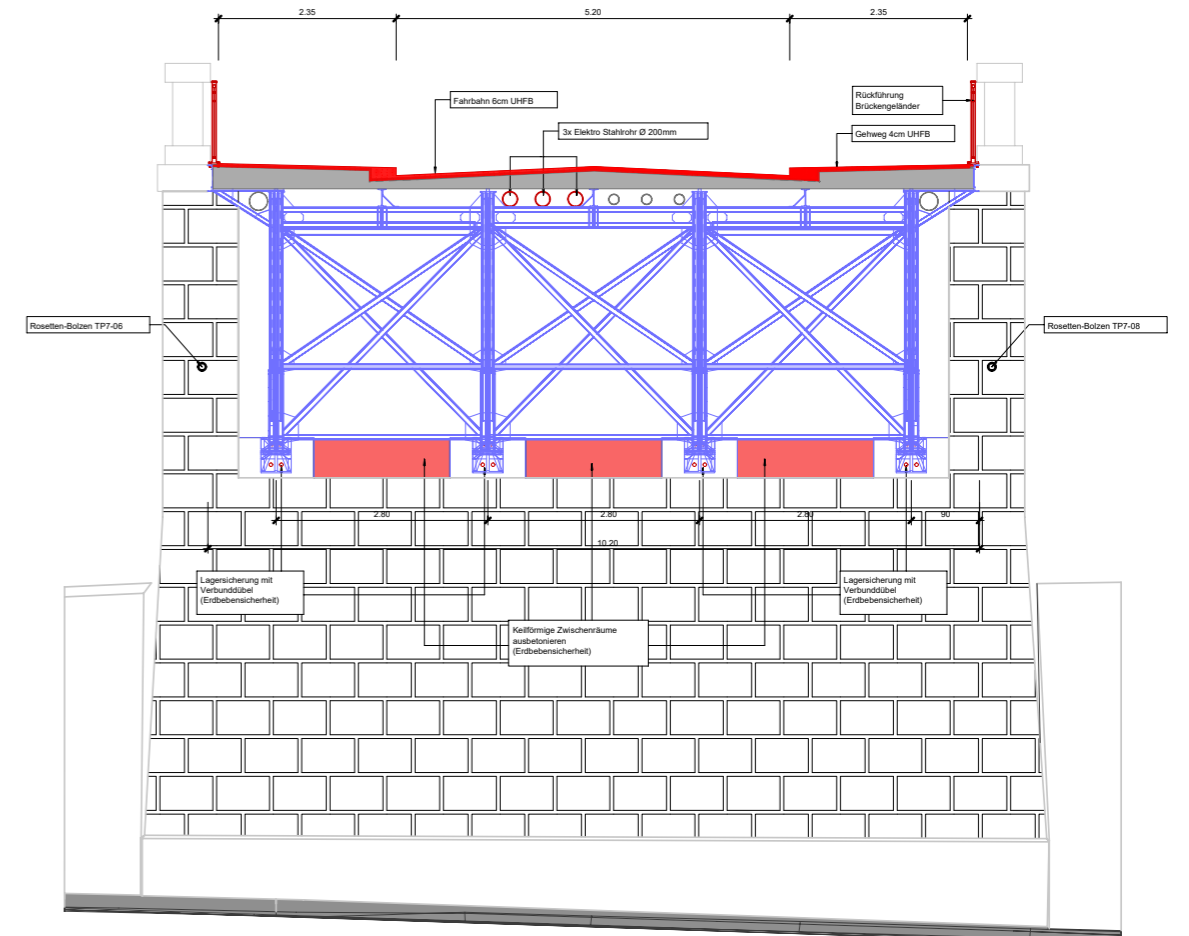 2.35
5.20
2.35
Fahrbahn 6cm UHFB
Rückführung
Brückengeländer
3x Elektro Stahlrohr Ø 200mm
Gehweg 4cm UHFB
Rosetten-Bolzen TP7-06
Rosetten-Bolzen TP7-08
2.80
2.80
2.80
90
10.20
Lagersicherung mit
Verbunddübel
(Erdbebensicherheit)
Lagersicherung mit
Verbunddübel
(Erdbebensicherheit)
Keilförmige Zwischenräume
ausbetonieren
(Erdbebensicherheit)